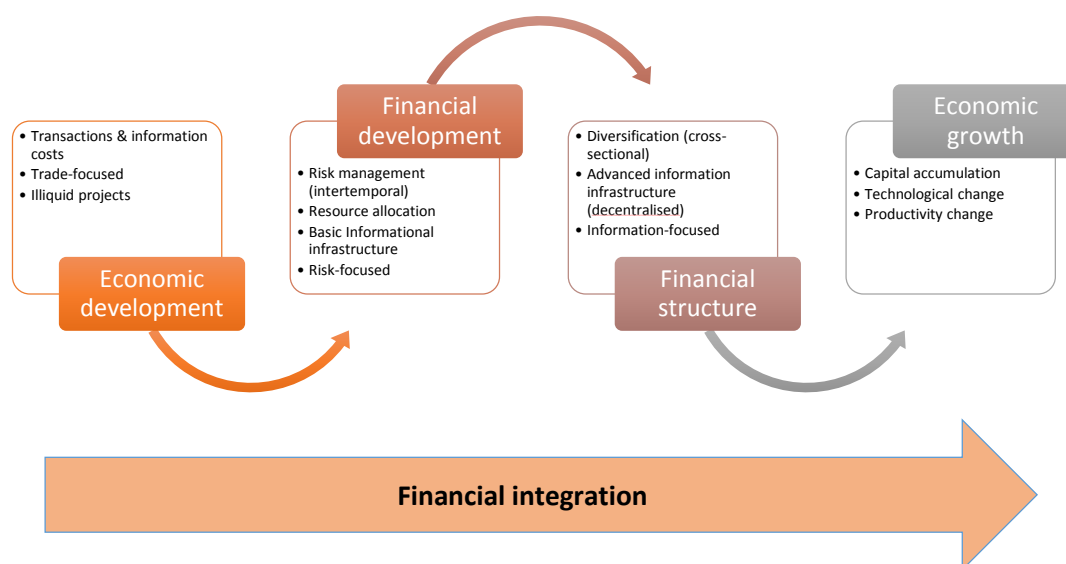 Economic
development
• Transactions & information
costs
• Trade-focused
• Illiquid projects
Financial
development
• Risk management
(intertemporal)
• Resource allocation
• Basic Informational
infrastructure
• Risk-focused
• Diversification (cross-
sectional)
• Advanced information
infrastructure
(decentralised)
• Information-focused
Financial
structure
Economic
growth
• Capital accumulation
• Technological change
• Productivity change
Financial integration